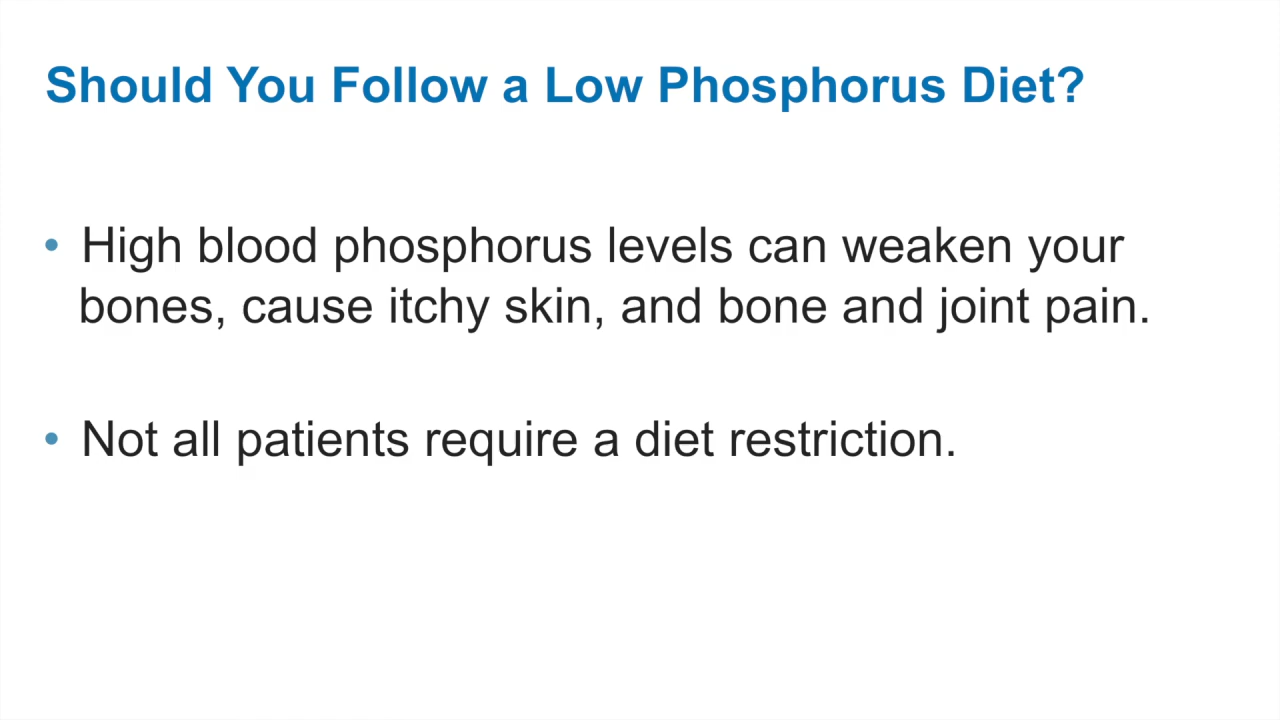 Should You Follow a Low Phosphorus Diet?
• High blood phosphorus levels can weaken your
bones, cause itchy skin, and bone and joint pain.
• Not all patients require a diet restriction.